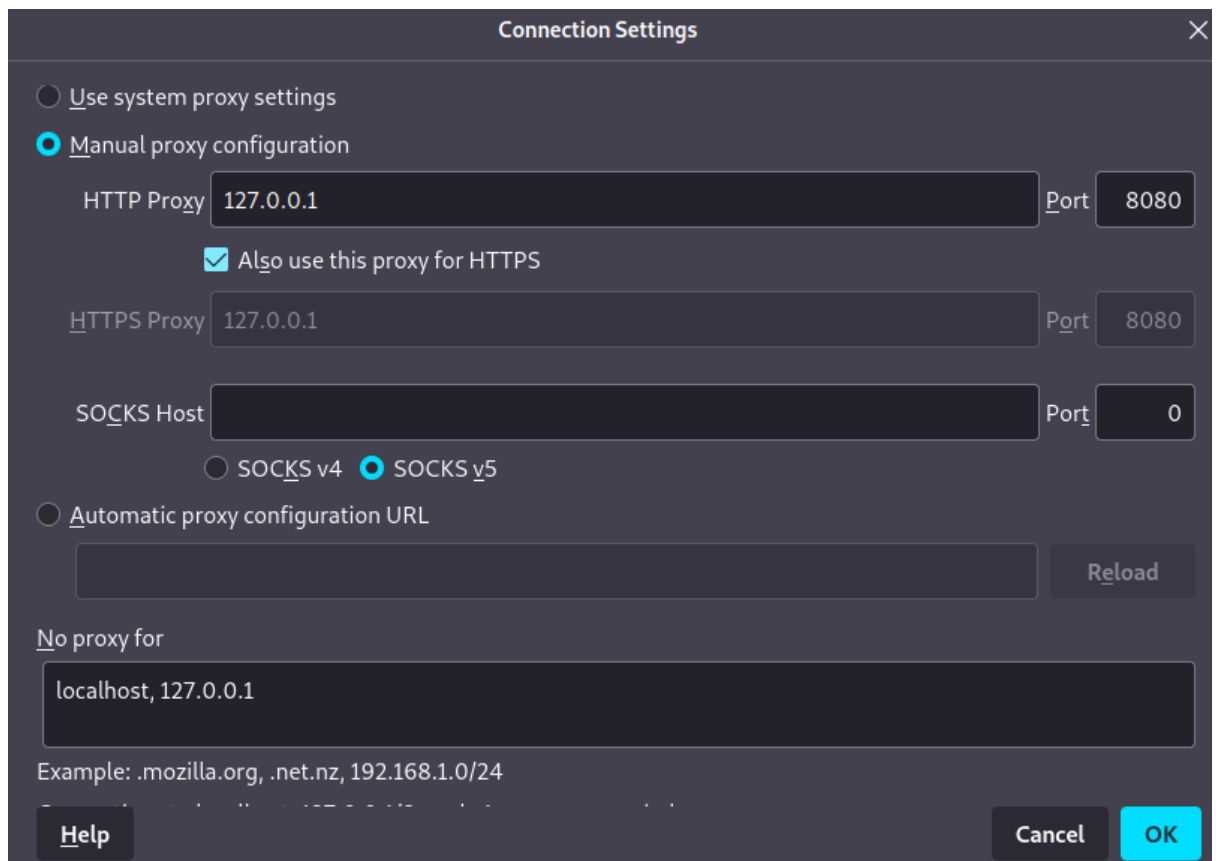 Connection Settings
Use system proxy settings
Manual proxy configuration
HTTP Proxy 127.0.0.1 Port 8080
Also use this proxy for HTTPS
HTTPS Proxy 127.0.0.1 Port 8080
SOCKS Host Port 0
SOCKS v4 SOCKS v5
Automatic proxy configuration URL
Reload
No proxy for
localhost, 127.0.0.1
Example: .mozilla.org, .net.nz, 192.168.1.0/24
Help Cancel OK